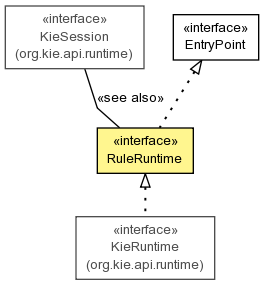 «interface»
KieSession
(org.kie.api.runtime)
«interface»
EntryPoint
«see also»
«interface»
RuleRuntime
«interface»
KieRuntime
(org.kie.api.runtime)